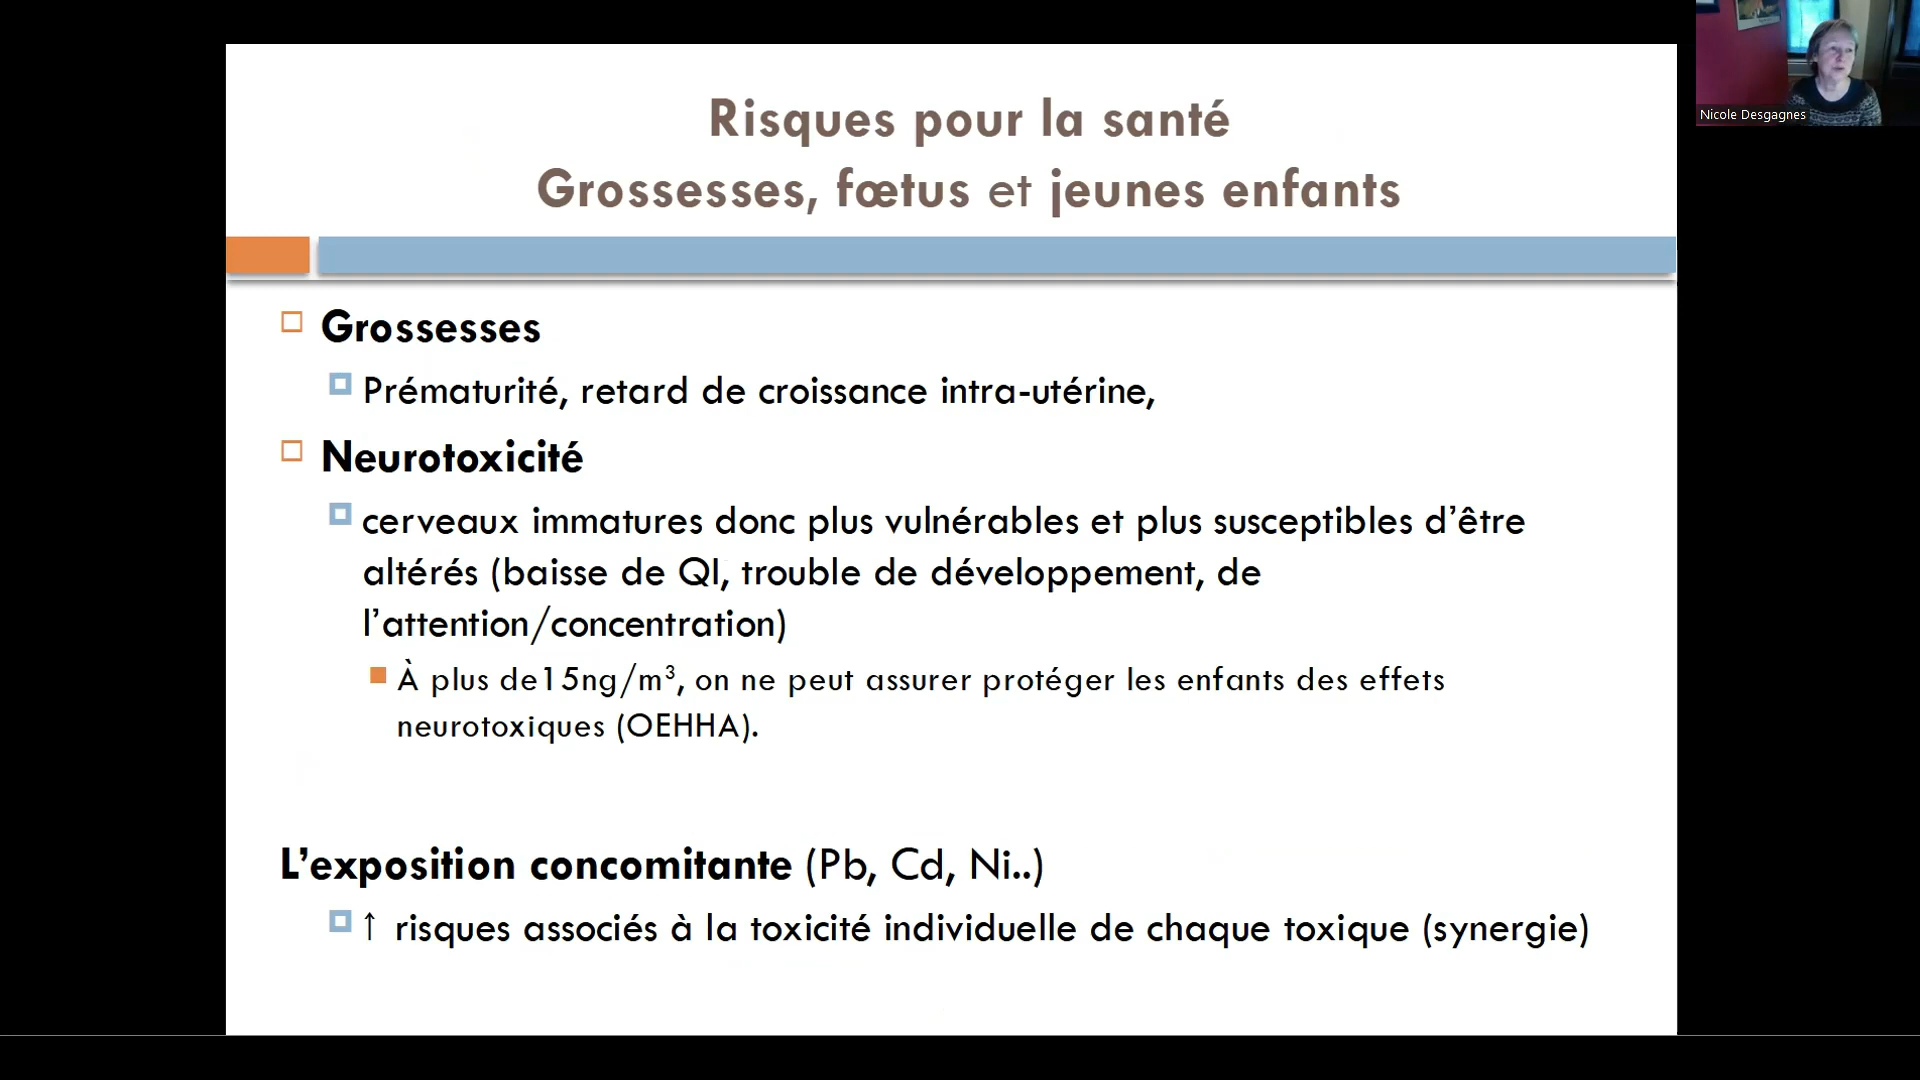 Risques pour la santé
Grossesses, fœtus et jeunes enfants
Grossesses
Prématurité, retard de croissance intra-utérine,
Neurotoxicité
cerveaux immatures donc plus vulnérables et plus susceptibles d’être
altérés (baisse de QI, trouble de développement, de
l’attention/concentration)
À plus de15ng/m³, on ne peut assurer protéger les enfants des effets
neurotoxiques (OEHHA).
L’exposition concomitante (Pb, Cd, Ni..)
↑ risques associés à la toxicité individuelle de chaque toxique (synergie)
Nicole Desgagnes